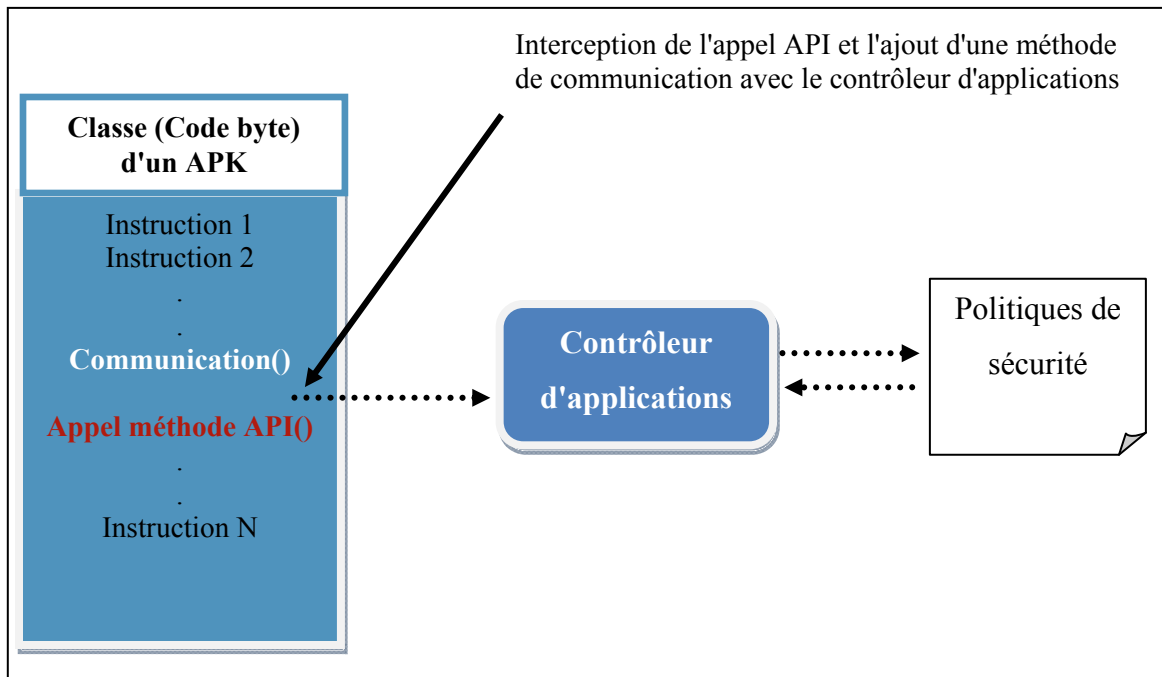 Interception de l'appel API et l'ajout d'une méthode
de communication avec le contrôleur d'applications
Classe (Code byte)
d'un APK
Instruction 1
Instruction 2
.
.
Communication()
Appel méthode API()
.
.
Instruction N
Contrôleur
d'applications
Politiques de
sécurité